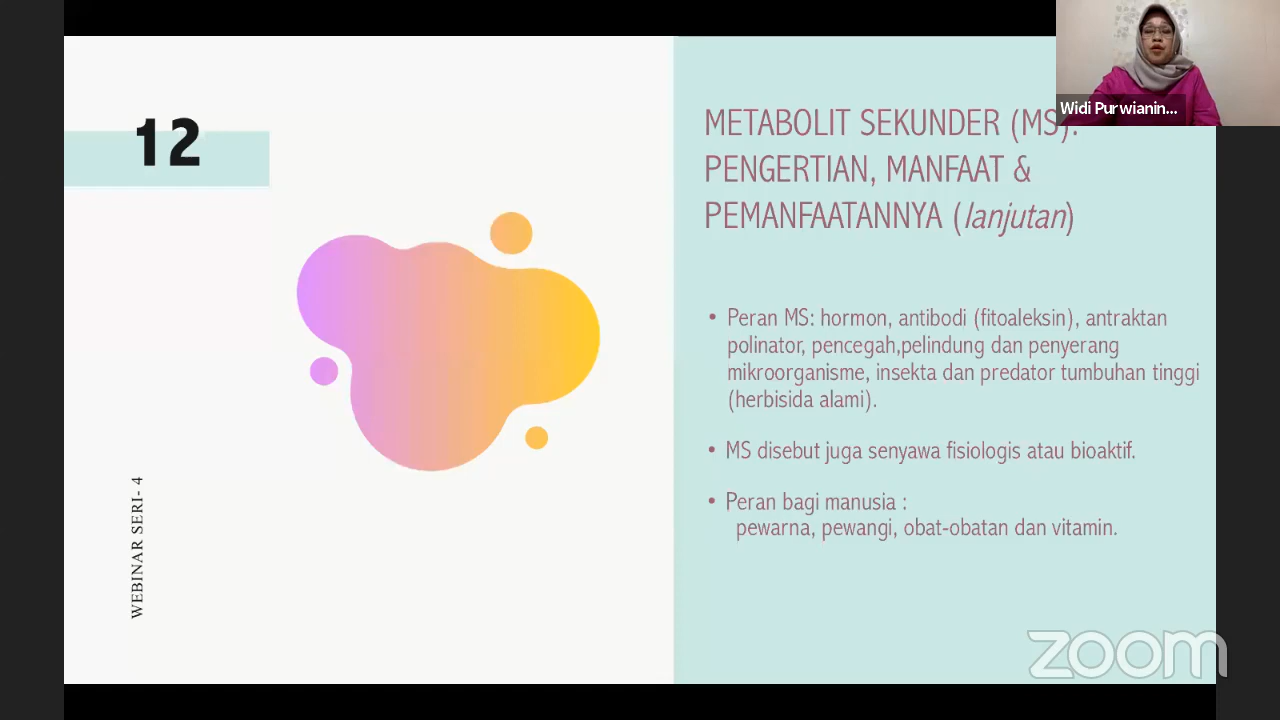 12
WEBINAR SERI- 4
METABOLIT SEKUNDER (MS):
PENGERTIAN, MANFAAT &
PEMANFAATANNYA (lanjutan)
• Peran MS: hormon, antibodi (fitoaleksin), antraktan
polinator, pencegah,pelindung dan penyerang
mikroorganisme, insekta dan predator tumbuhan tinggi
(herbisida alami).
• MS disebut juga senyawa fisiologis atau bioaktif.
• Peran bagi manusia :
pewarna, pewangi, obat-obatan dan vitamin.
Widi Purwianin...
zoom